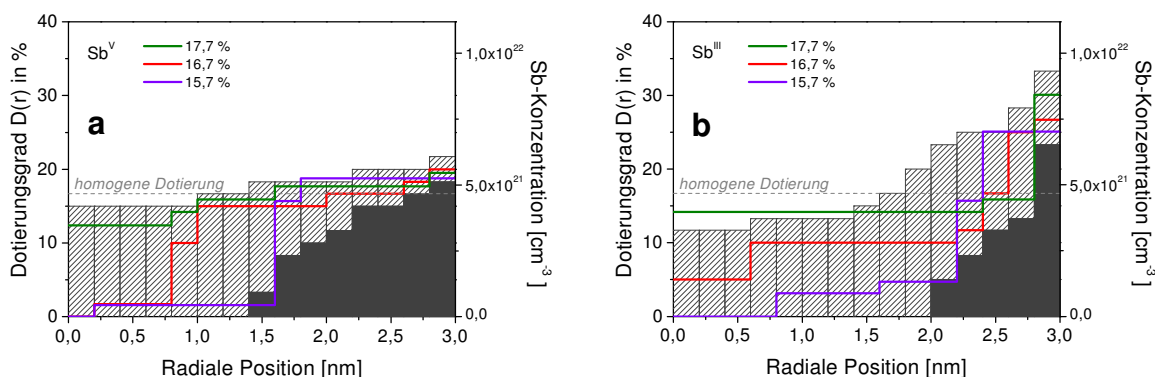 40
30
20
10
0
Dotierungsgrad D(r) in %
Sb^V
17,7 %
16,7 %
15,7 %
a
homogene Dotierung
1,0x10^22
5,0x10^21
0,0
Sb-Konzentration [cm^-3]
0,0 0,5 1,0 1,5 2,0 2,5 3,0
Radiale Position [nm]
40
30
20
10
0
Dotierungsgrad D(r) in %
Sb^III
17,7 %
16,7 %
15,7 %
b
homogene Dotierung
1,0x10^22
5,0x10^21
0,0
Sb-Konzentration [cm^-3]
0,0 0,5 1,0 1,5 2,0 2,5 3,0
Radiale Position [nm]